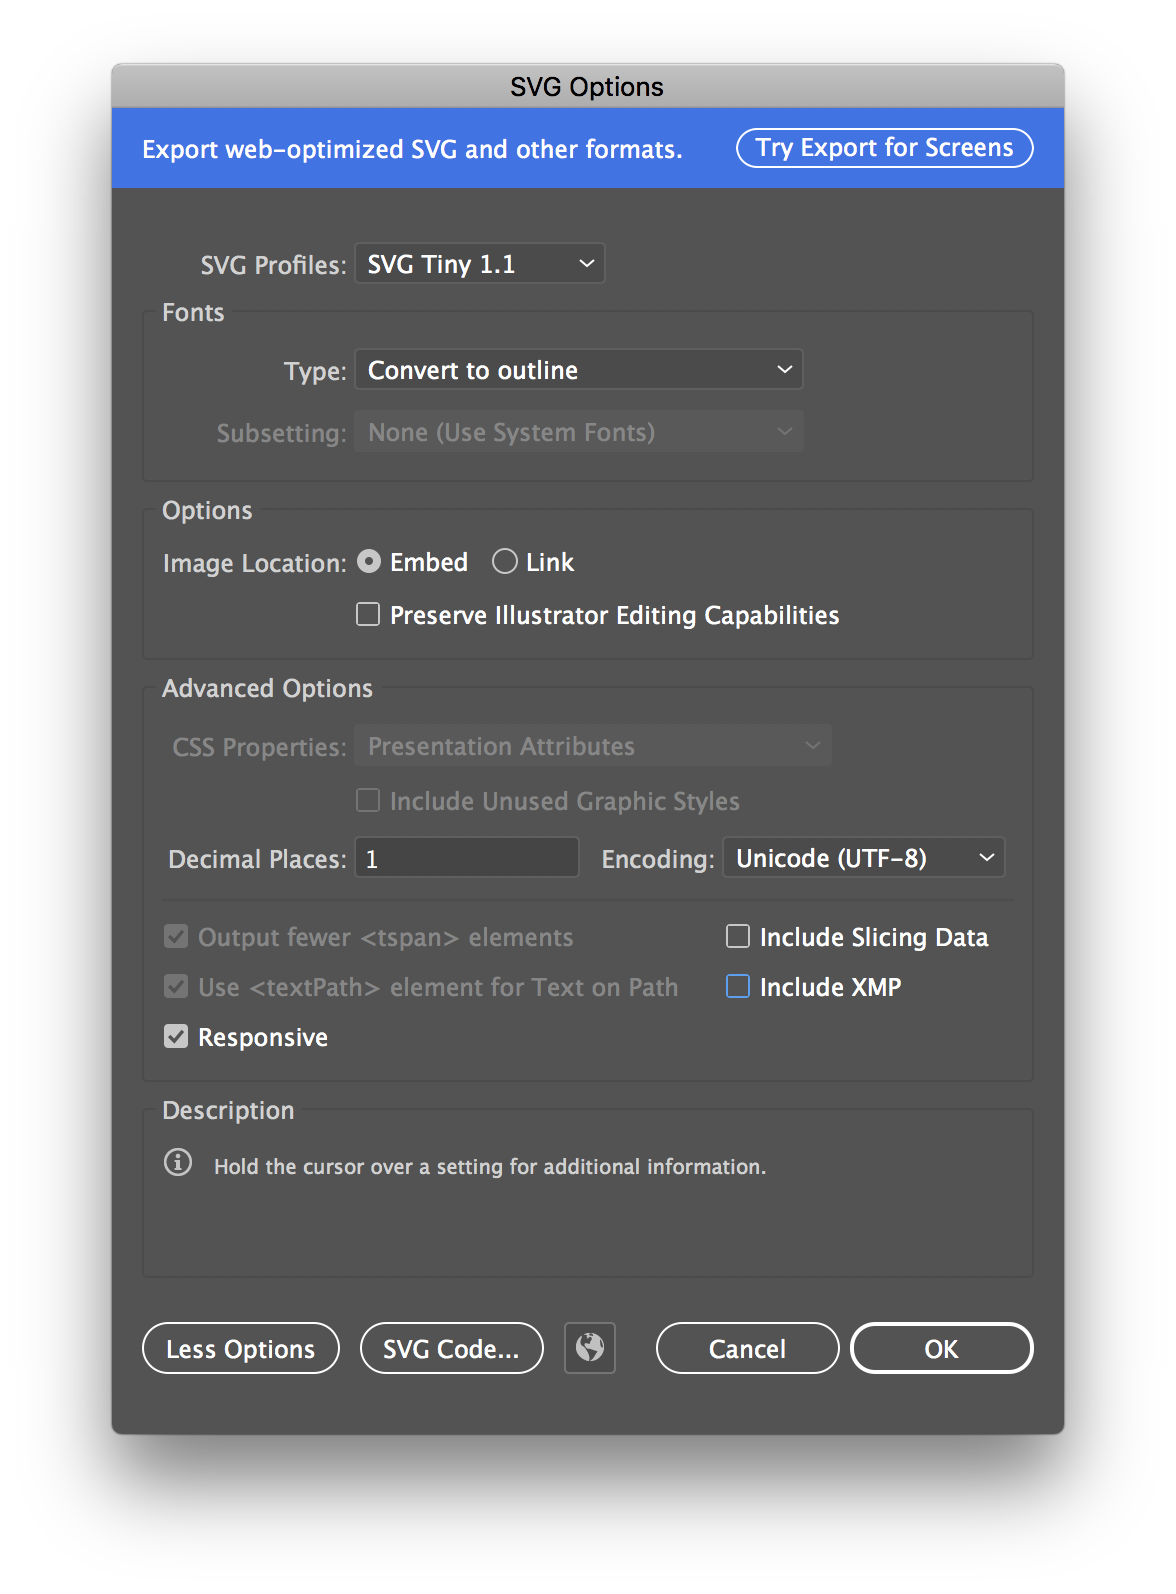 SVG Options
Export web-optimized SVG and other formats. Try Export for Screens
SVG Profiles: SVG Tiny 1.1
Fonts
Type: Convert to outline
Subsetting: None (Use System Fonts)
Options
Image Location: Embed Link
Preserve Illustrator Editing Capabilities
Advanced Options
CSS Properties: Presentation Attributes
Include Unused Graphic Styles
Decimal Places: 1 Encoding: Unicode (UTF-8)
Output fewer <tspan> elements Include Slicing Data
Use <textPath> element for Text on Path Include XMP
Responsive
Description
Hold the cursor over a setting for additional information.
Less Options SVG Code... Cancel OK